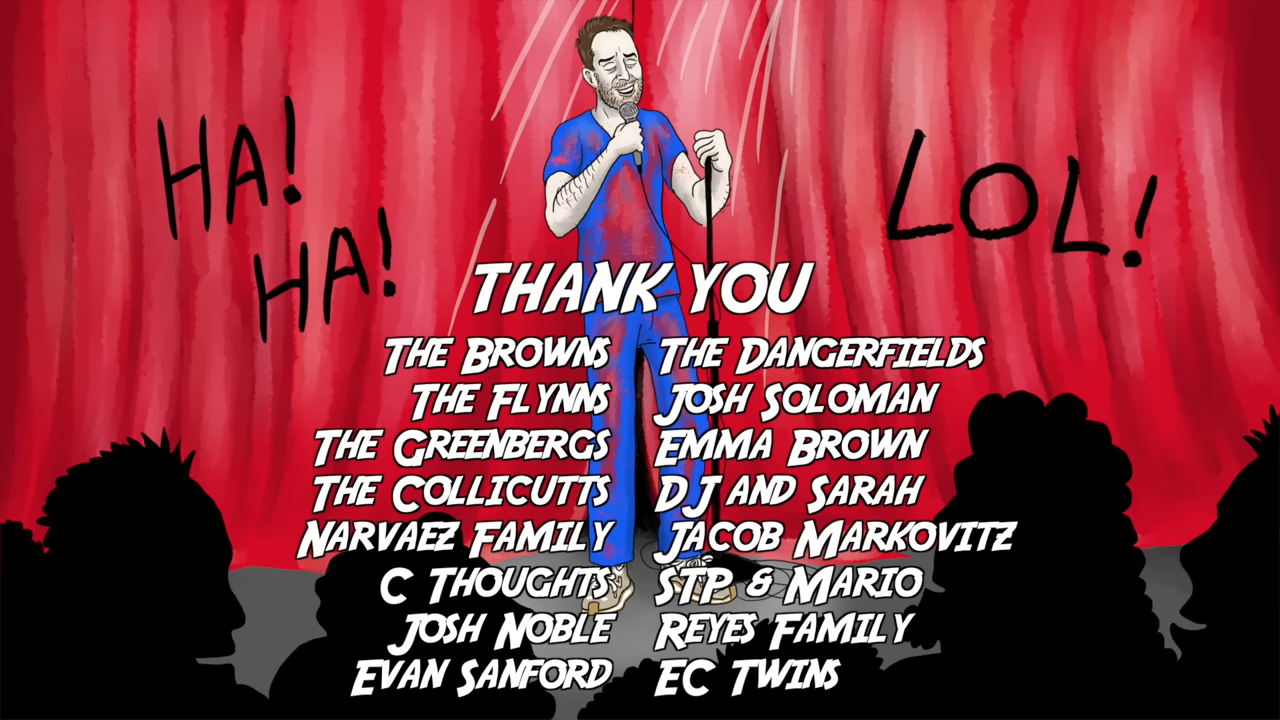 HA!
HA!
LOL!
THANK YOU
THE BROWNS
THE FLYNNS
THE GREENBERGS
THE COLLICUTTS
NARVAEZ FAMILY
C THOUGHTS
JOSH NOBLE
EVAN SANFORD
THE DANGERFIELDS
JOSH SOLOMAN
EMMA BROWN
DJ AND SARAH
JACOB MARKOVITZ
STP & MARIO
REYES FAMILY
EC TWINS